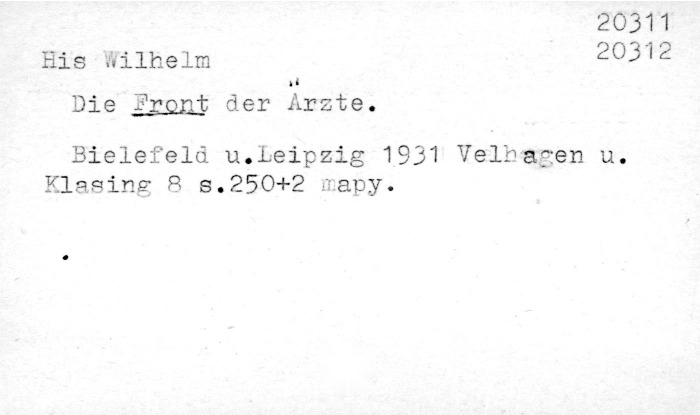 20311
20312
His Wilhelm
Die Front der Ärzte.
Bielefeld u.Leipzig 1931 Velhagen u.
Klasing 8 s.250+2 mapy.